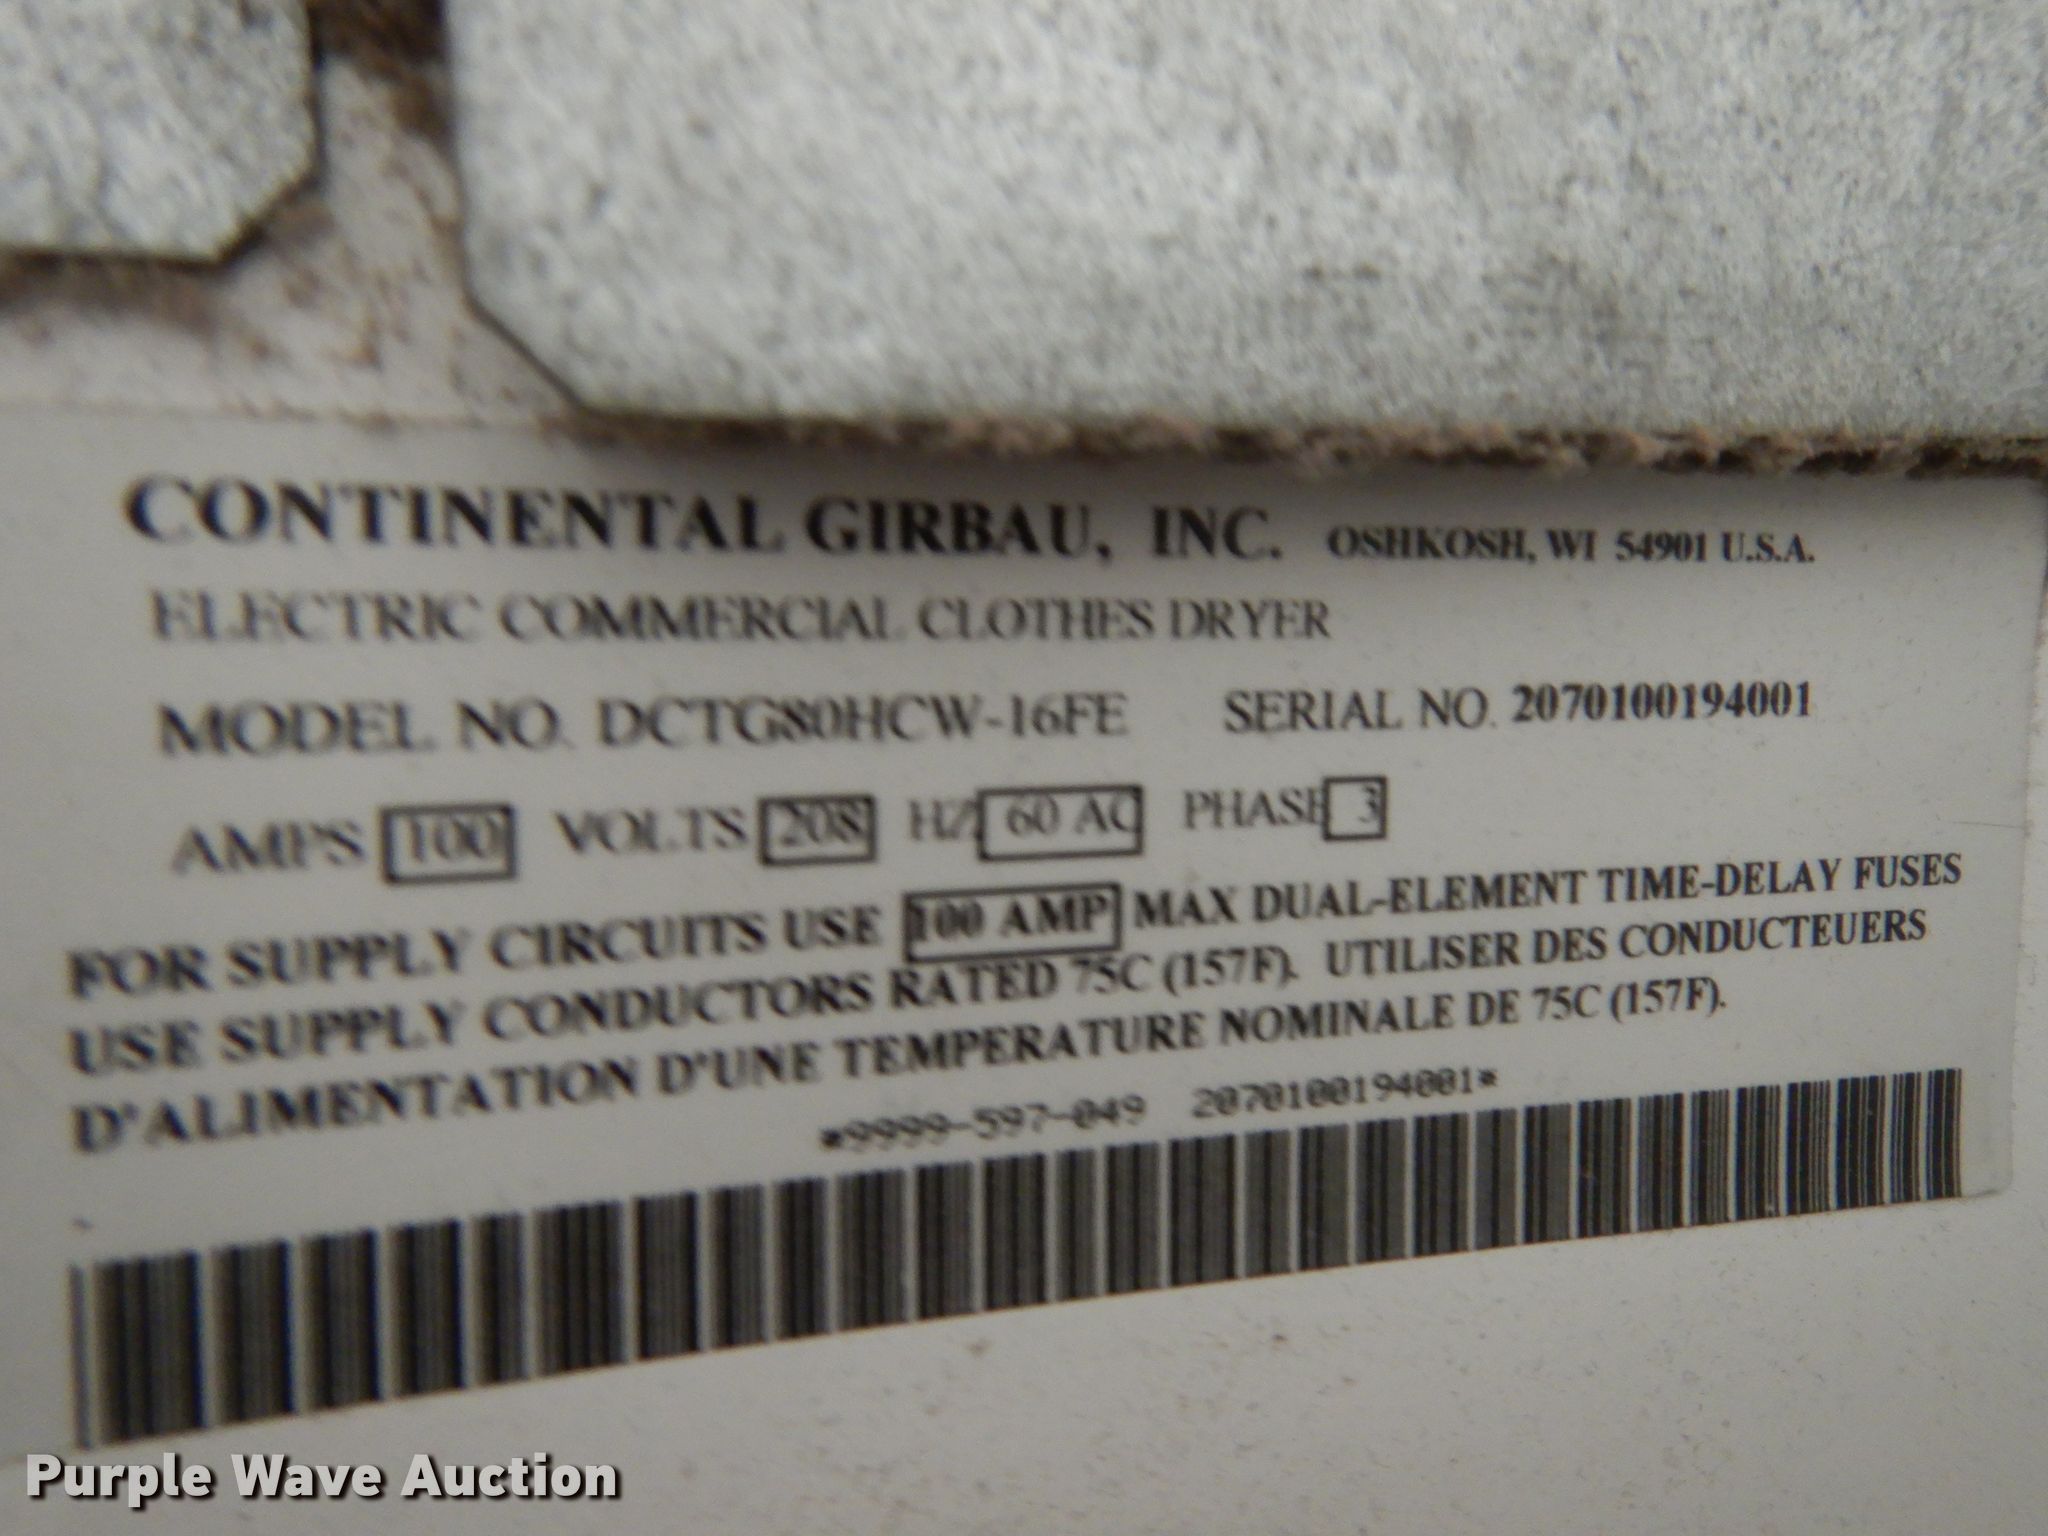 CONTINENTAL GIRBAU, INC. OSHKOSH, WI 54901 U.S.A.
ELECTRIC COMMERCIAL CLOTHES DRYER
MODEL NO. DCTG80HCW-16FE SERIAL NO. 2070100194001
AMPS 100 VOLTS 208 HZ 60 AC PHASE 3
FOR SUPPLY CIRCUITS USE 100 AMP MAX DUAL-ELEMENT TIME-DELAY FUSES
USE SUPPLY CONDUCTORS RATED 75C (157F). UTILISER DES CONDUCTEUERS
D'ALIMENTATION D'UNE TEMPERATURE NOMINALE DE 75C (157F).
*9999-597-049 2070100194001*
Purple Wave Auction